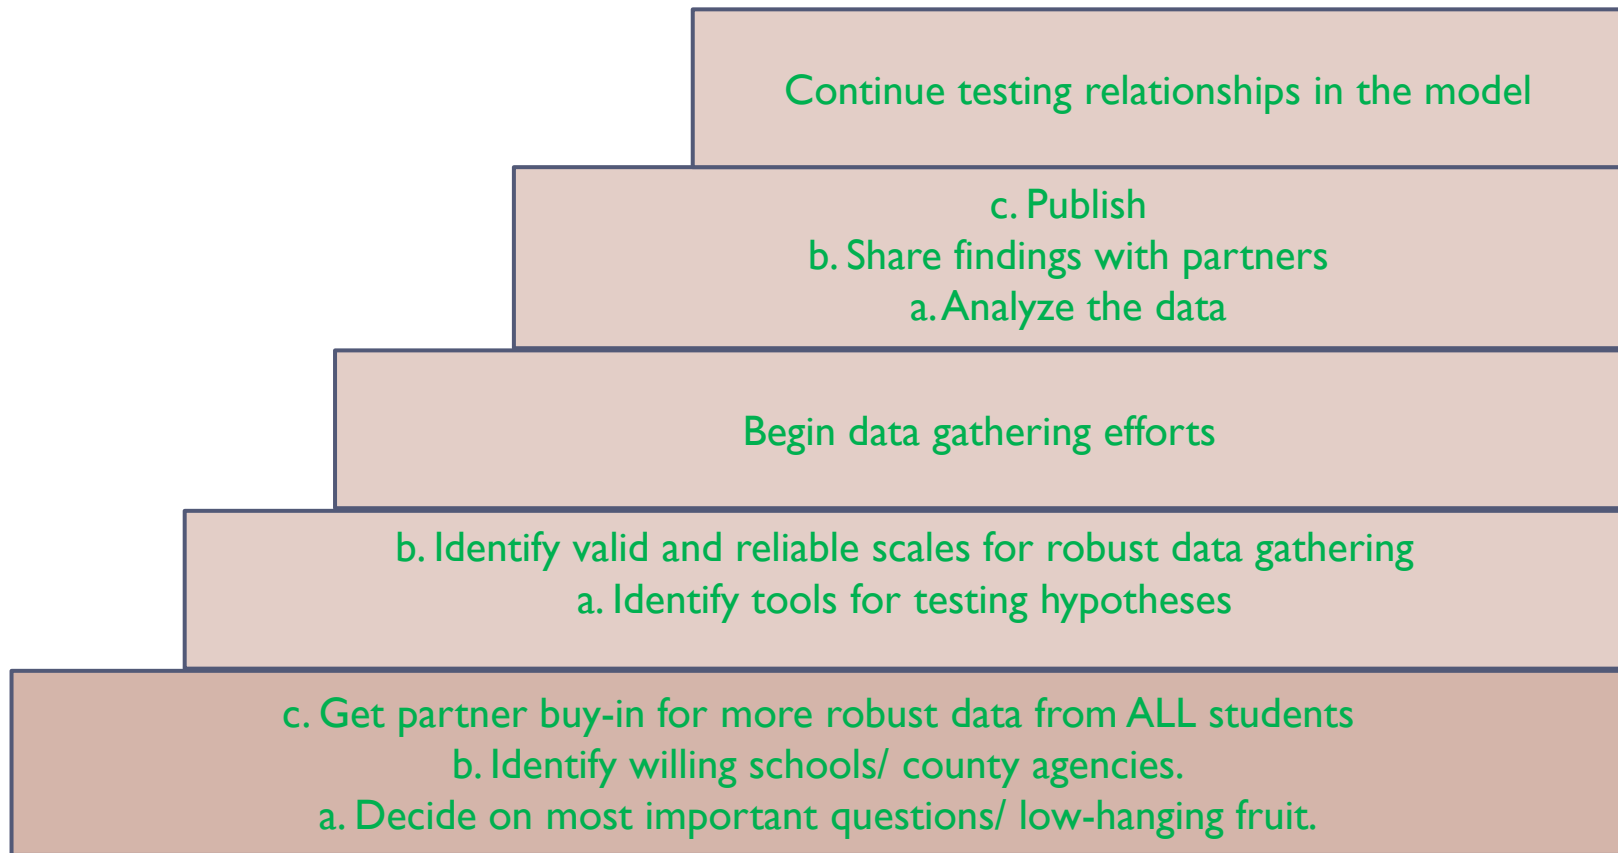 Continue testing relationships in the model
c. Publish
b. Share findings with partners
a. Analyze the data
Begin data gathering efforts
b. Identify valid and reliable scales for robust data gathering
a. Identify tools for testing hypotheses
c. Get partner buy-in for more robust data from ALL students
b. Identify willing schools/ county agencies.
a. Decide on most important questions/ low-hanging fruit.